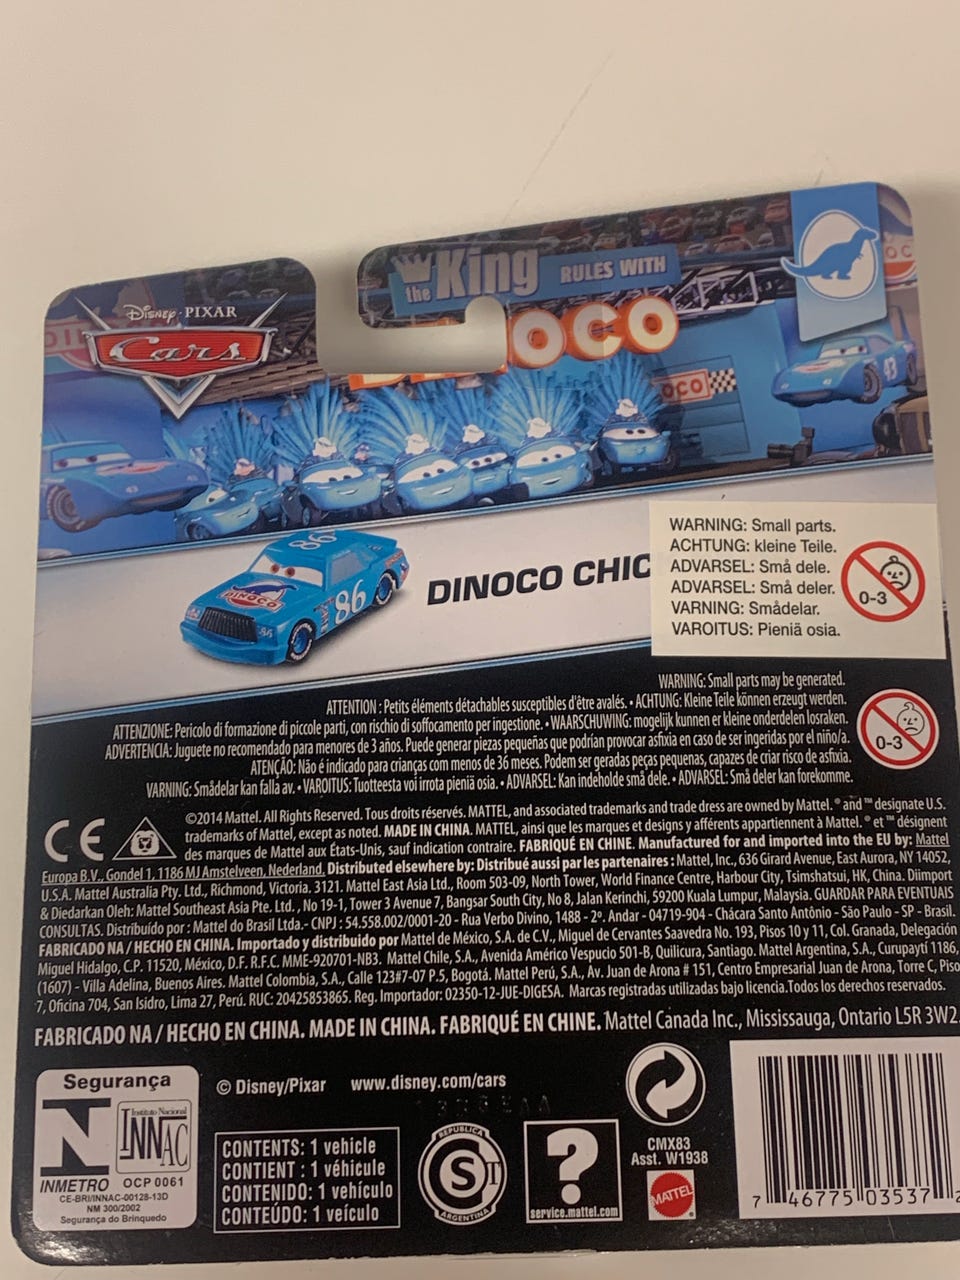 the King RULES WITH
DINOCO
Disney · PIXAR
Cars
43
86
DINOCO
86
86
DINOCO CHIC
WARNING: Small parts.
ACHTUNG: kleine Teile.
ADVARSEL: Små dele.
ADVARSEL: Små deler.
VARNING: Smådelar.
VAROITUS: Pieniä osia.
0-3
WARNING: Small parts may be generated.
ATTENTION : Petits éléments détachables susceptibles d'être avalés. • ACHTUNG: Kleine Teile können erzeugt werden.
ATTENZIONE: Pericolo di formazione di piccole parti, con rischio di soffocamento per ingestione. • WAARSCHUWING: mogelijk kunnen er kleine onderdelen losraken.
ADVERTENCIA: Juguete no recomendado para menores de 3 años. Puede generar piezas pequeñas que podrían provocar asfixia en caso de ser ingeridas por el niño/a.
ATENÇÃO: Não é indicado para crianças com menos de 36 meses. Podem ser geradas peças pequenas, capazes de criar risco de asfixia.
VARNING: Smådelar kan falla av. • VAROITUS: Tuotteesta voi irrota pieniä osia. • ADVARSEL: Kan indeholde små dele. • ADVARSEL: Små deler kan forekomme.
0-3
CE
©2014 Mattel. All Rights Reserved. Tous droits réservés. MATTEL, and associated trademarks and trade dress are owned by Mattel. ® and ™ designate U.S.
trademarks of Mattel, except as noted. MADE IN CHINA. MATTEL, ainsi que les marques et designs y afférents appartiennent à Mattel. ® et ™ désignent
des marques de Mattel aux États-Unis, sauf indication contraire. FABRIQUÉ EN CHINE. Manufactured for and imported into the EU by: Mattel
Europa B.V., Gondel 1, 1186 MJ Amstelveen, Nederland. Distributed elsewhere by: Distribué aussi par les partenaires : Mattel, Inc., 636 Girard Avenue, East Aurora, NY 14052,
U.S.A. Mattel Australia Pty. Ltd., Richmond, Victoria. 3121. Mattel East Asia Ltd., Room 503-09, North Tower, World Finance Centre, Harbour City, Tsimshatsui, HK, China. Diimport
& Diedarkan Oleh: Mattel Southeast Asia Pte. Ltd., No 19-1, Tower 3 Avenue 7, Bangsar South City, No 8, Jalan Kerinchi, 59200 Kuala Lumpur, Malaysia. GUARDAR PARA EVENTUAIS
CONSULTAS. Distribuído por : Mattel do Brasil Ltda.- CNPJ : 54.558.002/0001-20 - Rua Verbo Divino, 1488 - 2º. Andar - 04719-904 - Chácara Santo Antônio - São Paulo - SP - Brasil.
FABRICADO NA / HECHO EN CHINA. Importado y distribuido por Mattel de México, S.A. de C.V., Miguel de Cervantes Saavedra No. 193, Pisos 10 y 11, Col. Granada, Delegación
Miguel Hidalgo, C.P. 11520, México, D.F. R.F.C. MME-920701-NB3. Mattel Chile, S.A., Avenida Américo Vespucio 501-B, Quilicura, Santiago. Mattel Argentina, S.A., Curupaytí 1186,
(1607) - Villa Adelina, Buenos Aires. Mattel Colombia, S.A., Calle 123#7-07 P.5, Bogotá. Mattel Perú, S.A., Av. Juan de Arona # 151, Centro Empresarial Juan de Arona, Torre C, Piso
7, Oficina 704, San Isidro, Lima 27, Perú. RUC: 20425853865. Reg. Importador: 02350-12-JUE-DIGESA. Marcas registradas utilizadas bajo licencia.Todos los derechos reservados.
FABRICADO NA / HECHO EN CHINA. MADE IN CHINA. FABRIQUÉ EN CHINE. Mattel Canada Inc., Mississauga, Ontario L5R 3W2.
Segurança
Instituto Nacional
INNAC
INMETRO OCP 0061
CE-BRI/INNAC-00128-13D
NM 300/2002
Segurança do Brinquedo
© Disney/Pixar www.disney.com/cars
CONTENTS: 1 vehicle
CONTIENT : 1 véhicule
CONTENIDO: 1 vehículo
CONTEÚDO: 1 veículo
REPUBLICA
S
ARGENTINA
?
service.mattel.com
CMX83
Asst. W1938
MATTEL
7 46775 03537 2